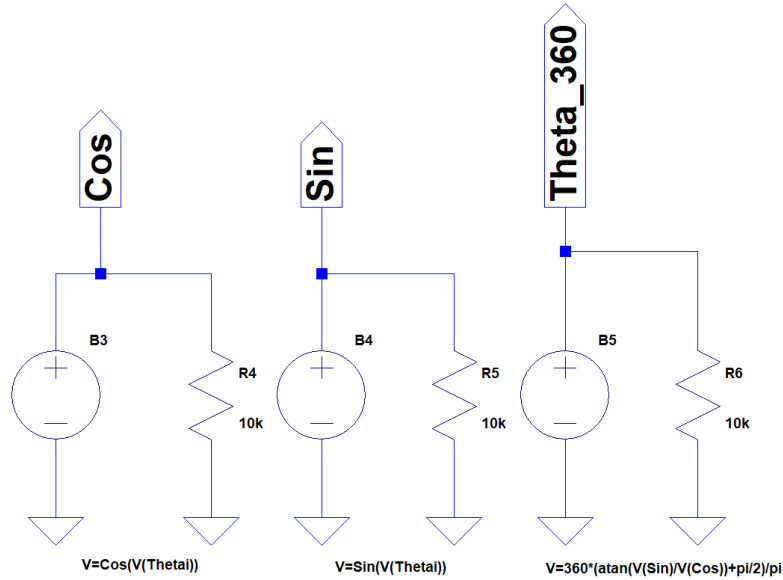 Cos
Sin
Theta_360
B3
R4
10k
B4
R5
10k
B5
R6
10k
V=Cos(V(Thetai))
V=Sin(V(Thetai))
V=360*(atan(V(Sin)/V(Cos))+pi/2)/pi